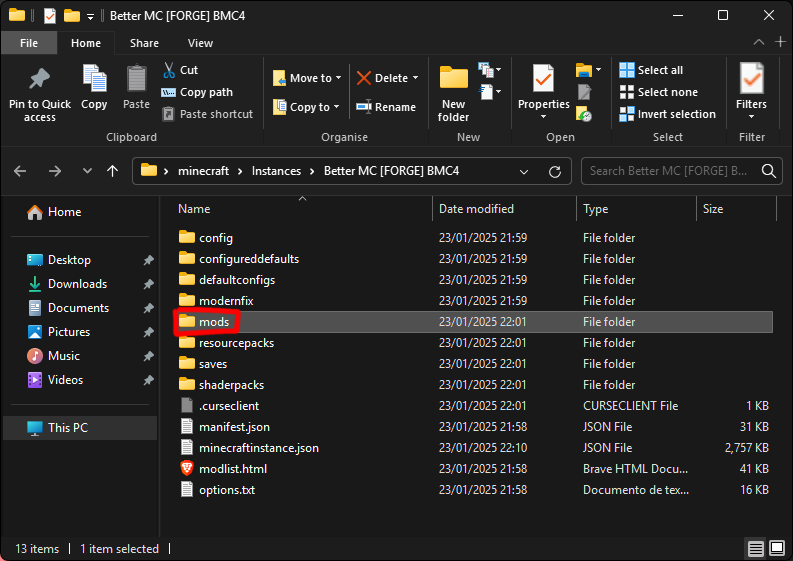 Better MC [FORGE] BMC4
File Home Share View
Pin to Quick access
Copy
Paste
Cut
Copy path
Paste shortcut
Clipboard
Move to
Copy to
Delete
Rename
Organise
New folder
New
Properties
Open
Select all
Select none
Invert selection
Select
Filters
Filter
minecraft > Instances > Better MC [FORGE] BMC4
Search Better MC [FORGE] B...
Home
Desktop
Downloads
Documents
Pictures
Music
Videos
This PC
Name Date modified Type Size
config 23/01/2025 21:59 File folder
configureddefaults 23/01/2025 21:59 File folder
defaultconfigs 23/01/2025 21:59 File folder
modernfix 23/01/2025 21:59 File folder
mods 23/01/2025 22:01 File folder
resourcepacks 23/01/2025 22:01 File folder
saves 23/01/2025 22:01 File folder
shaderpacks 23/01/2025 22:01 File folder
.curseclient 23/01/2025 22:01 CURSECLIENT File 1 KB
manifest.json 23/01/2025 21:58 JSON File 31 KB
minecraftinstance.json 23/01/2025 22:10 JSON File 2,757 KB
modlist.html 23/01/2025 21:58 Brave HTML Docu... 41 KB
options.txt 23/01/2025 21:58 Documento de tex... 16 KB
13 items 1 item selected